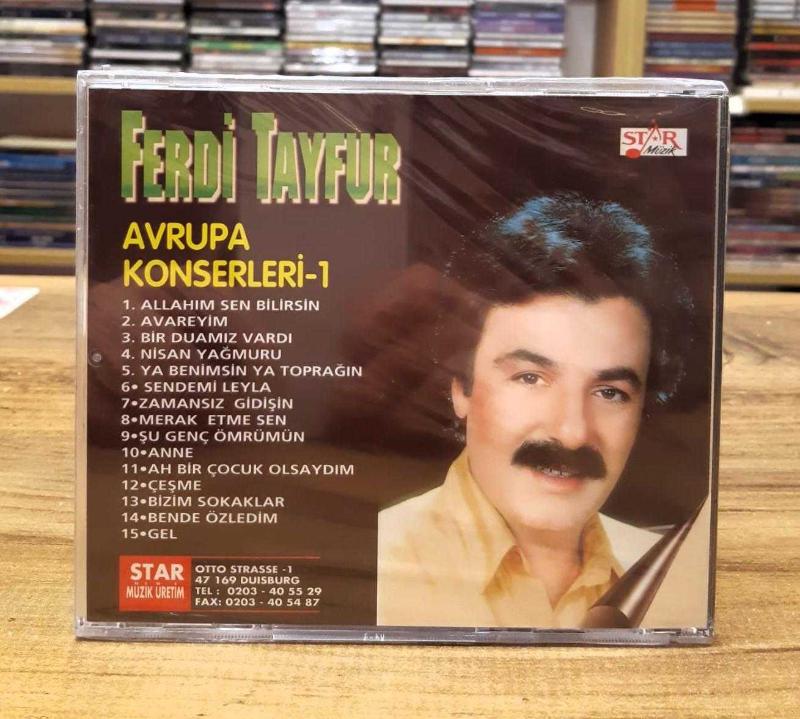 FERDİ TAYFUR
STAR
Müzik
AVRUPA
KONSERLERİ-1
1. ALLAHIM SEN BİLİRSİN
2. AVAREYİM
3. BİR DUAMIZ VARDI
4. NİSAN YAĞMURU
5. YA BENİMSİN YA TOPRAĞIN
6• SENDEMİ LEYLA
7•ZAMANSIZ GİDİŞİN
8•MERAK ETME SEN
9•ŞU GENÇ ÖMRÜMÜN
10•ANNE
11•AH BİR ÇOCUK OLSAYDIM
12•ÇEŞME
13•BİZİM SOKAKLAR
14•BENDE ÖZLEDİM
15•GEL
STAR
MÜZİK ÜRETİM
OTTO STRASSE -1
47 169 DUISBURG
TEL : 0203 - 40 55 29
FAX: 0203 - 40 54 87